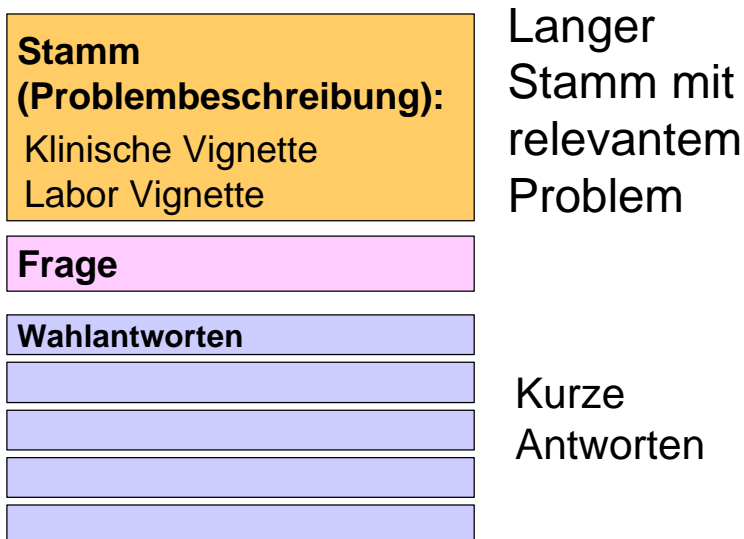 Stamm
(Problembeschreibung):
Klinische Vignette
Labor Vignette
Langer
Stamm mit
relevantem
Problem
Frage
Wahlantworten
Kurze
Antworten